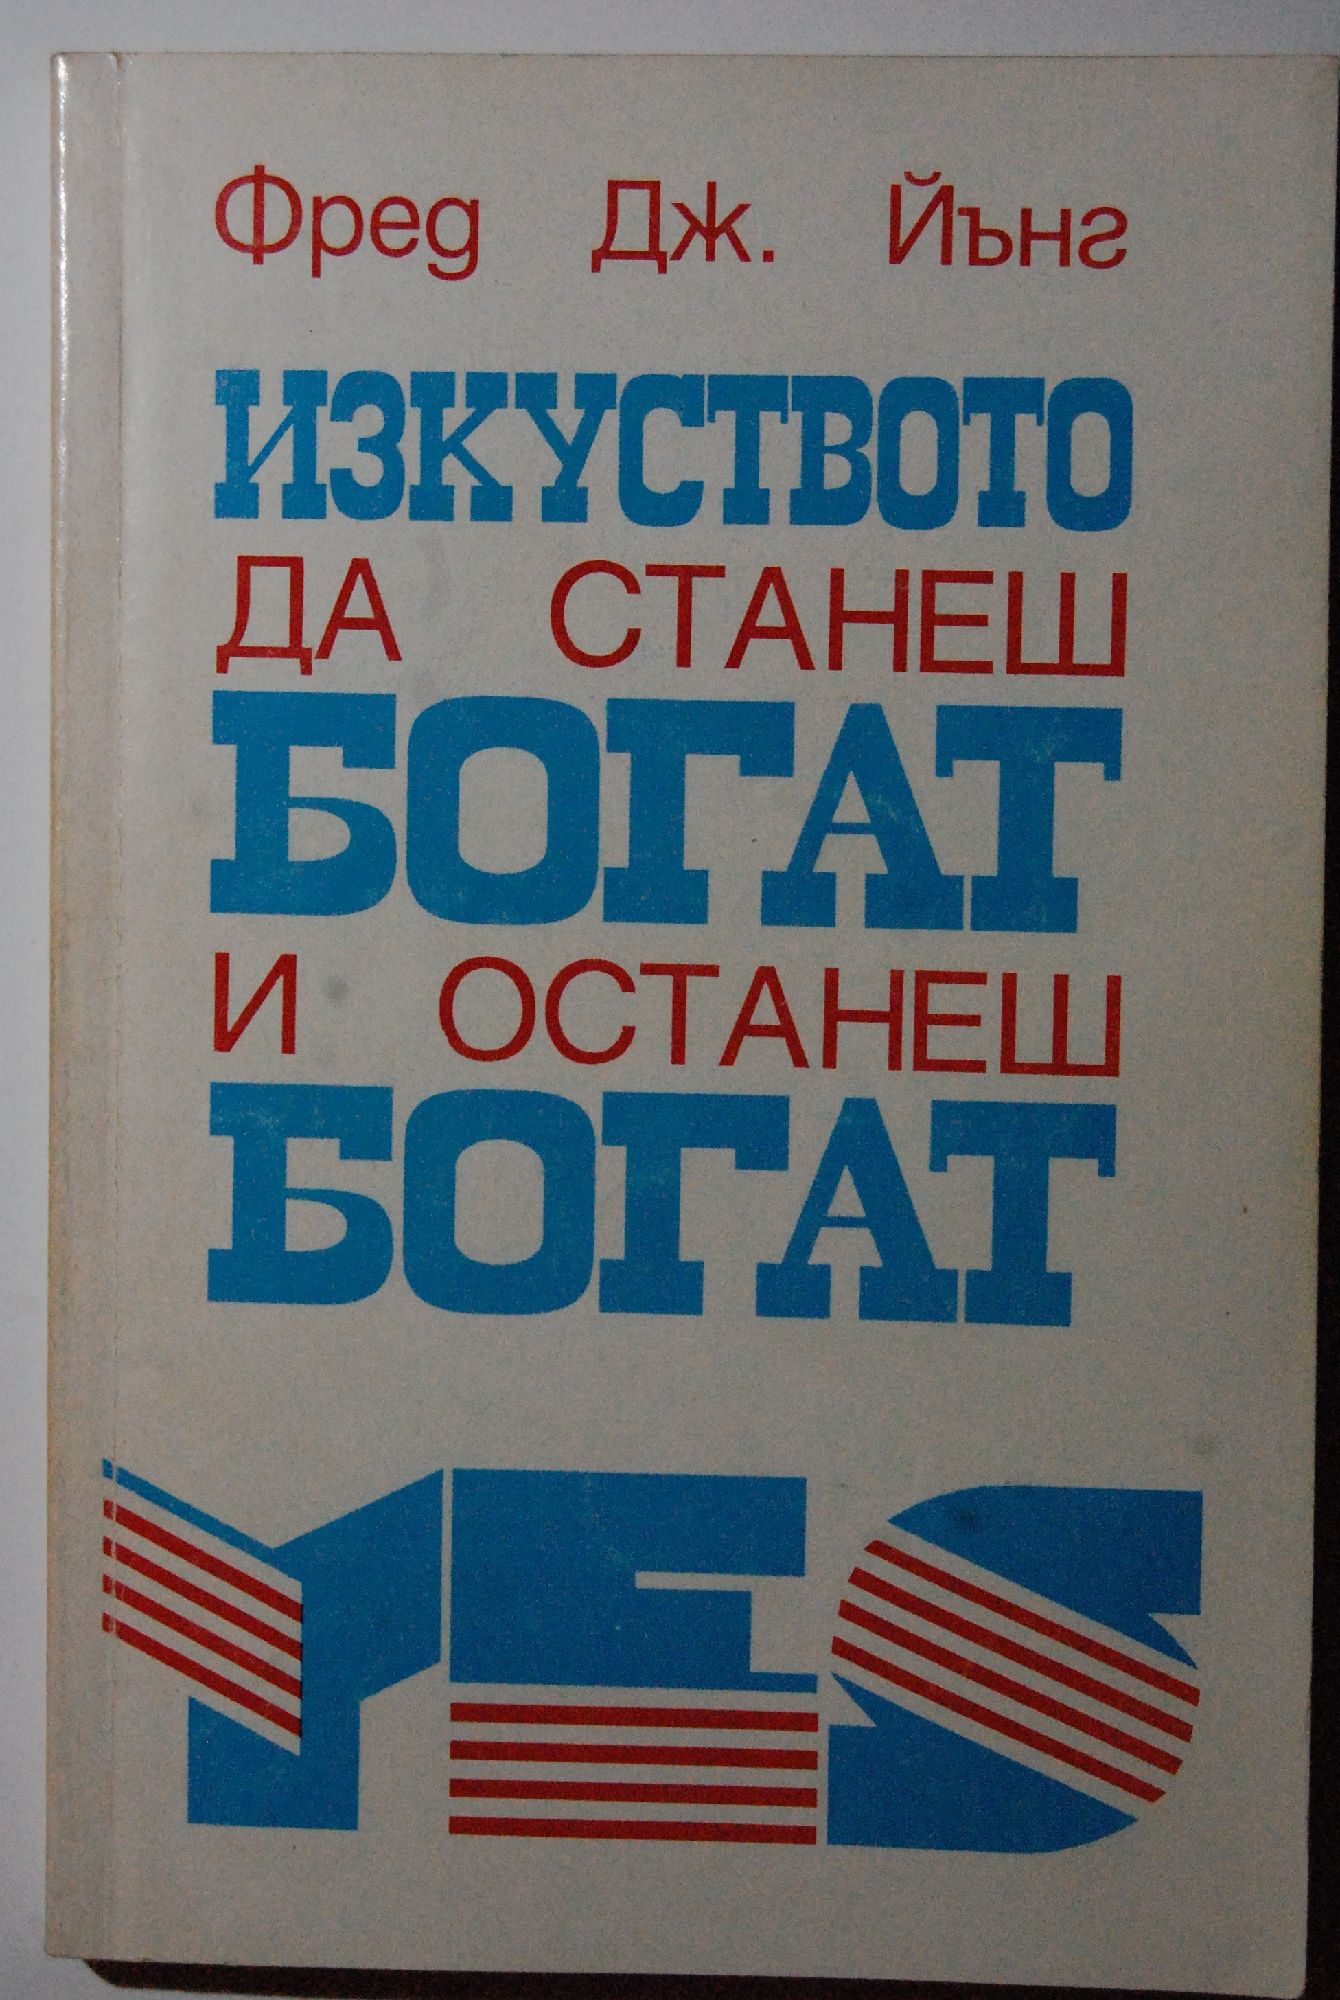 Фред Дж. Йънг
ИЗКУСТВОТО
ДА СТАНЕШ
БОГАТ
И ОСТАНЕШ
БОГАТ
YES